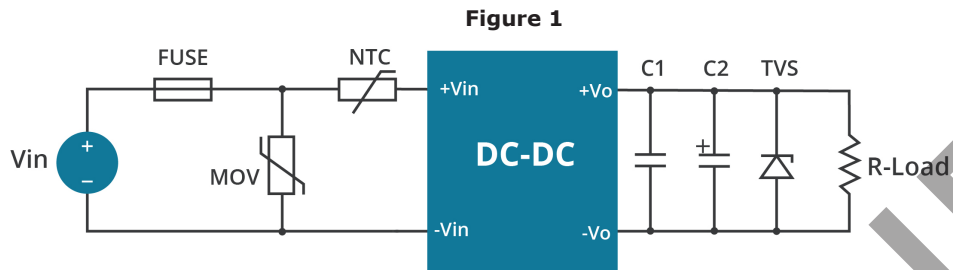 Figure 1
FUSE
NTC
C1
C2
TVS
+Vin
+Vo
+
+
Vin
DC-DC
−
MOV
R-Load
-Vin
-Vo